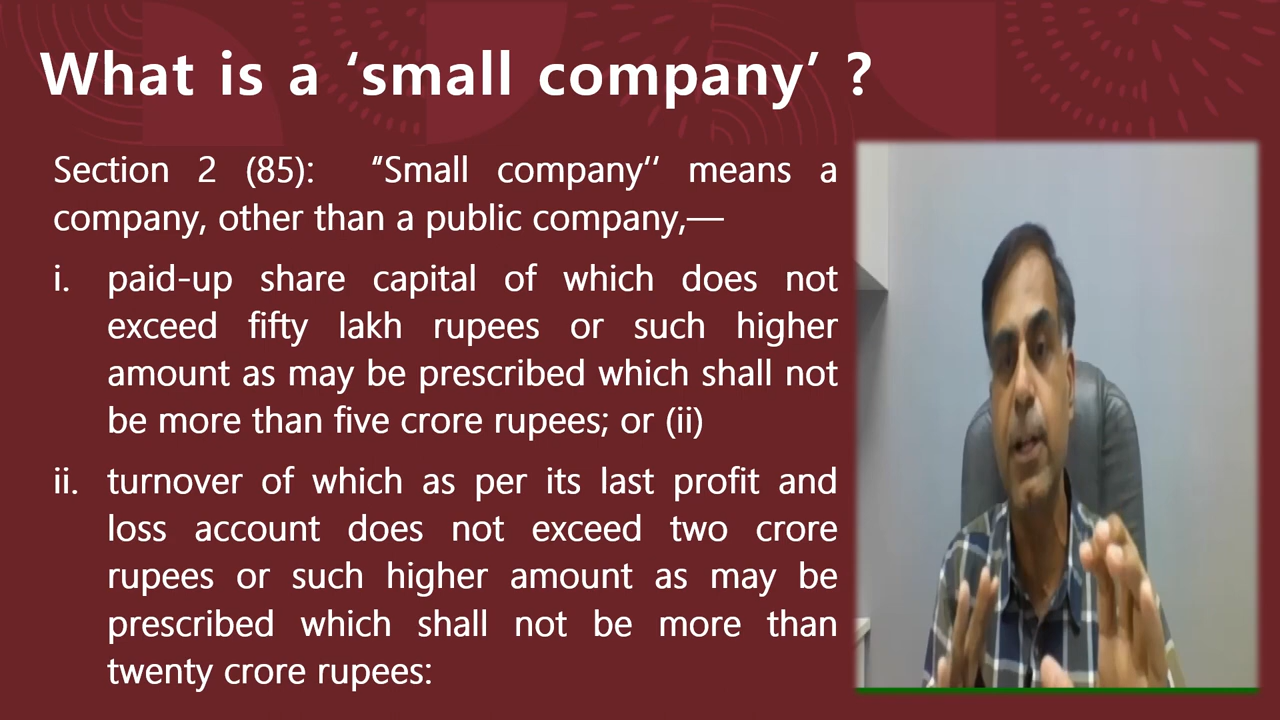 What is a ‘small company’ ?
Section 2 (85): ‘‘Small company’’ means a
company, other than a public company,—
i. paid-up share capital of which does not
exceed fifty lakh rupees or such higher
amount as may be prescribed which shall not
be more than five crore rupees; or (ii)
ii. turnover of which as per its last profit and
loss account does not exceed two crore
rupees or such higher amount as may be
prescribed which shall not be more than
twenty crore rupees: